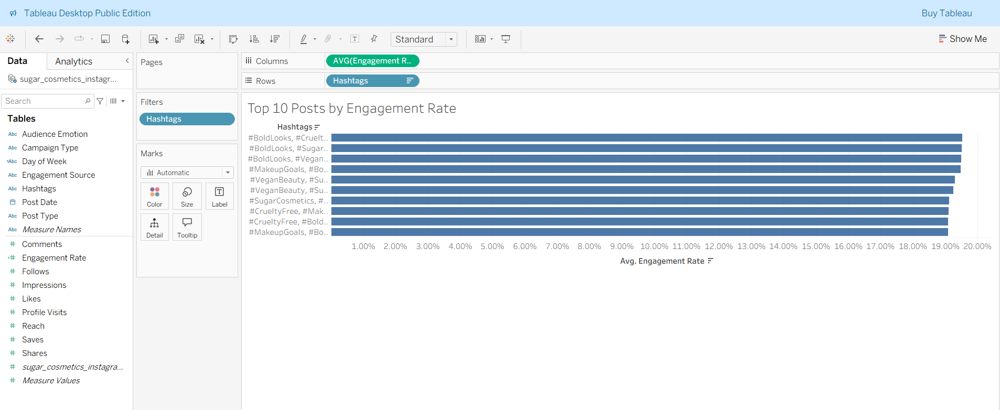 Tableau Desktop Public Edition
Buy Tableau
Standard
Show Me
Data
Analytics
sugar_cosmetics_instagr...
Search
Tables
Abc Audience Emotion
Abc Campaign Type
=Abc Day of Week
Abc Engagement Source
Abc Hashtags
Post Date
Abc Post Type
Abc Measure Names
# Comments
=# Engagement Rate
# Follows
# Impressions
# Likes
# Profile Visits
# Reach
# Saves
# Shares
# sugar_cosmetics_instagra...
# Measure Values
Pages
Filters
Hashtags
Marks
Automatic
Color
Size
Label
Detail
Tooltip
Columns
AVG(Engagement R..
Rows
Hashtags
Top 10 Posts by Engagement Rate
Hashtags
#BoldLooks, #Cruelt..
#BoldLooks, #Sugar..
#BoldLooks, #Vegan..
#MakeupGoals, #Bo..
#VeganBeauty, #Su..
#VeganBeauty, #Su..
#SugarCosmetics, #..
#CrueltyFree, #Mak..
#CrueltyFree, #Bold..
#MakeupGoals, #Bo..
1.00% 2.00% 3.00% 4.00% 5.00% 6.00% 7.00% 8.00% 9.00% 10.00% 11.00% 12.00% 13.00% 14.00% 15.00% 16.00% 17.00% 18.00% 19.00% 20.00%
Avg. Engagement Rate